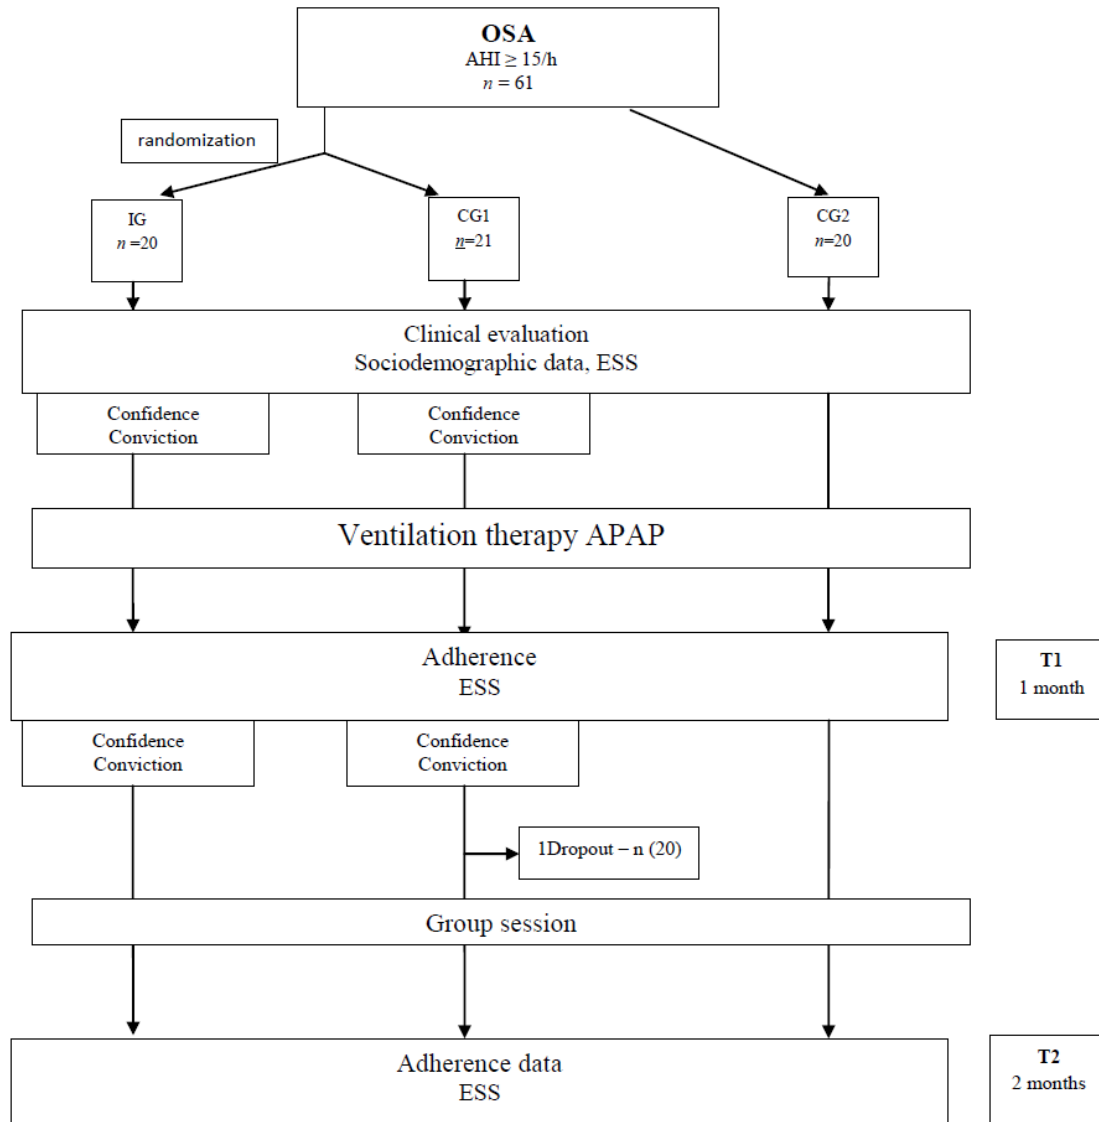 OSA
AHI ≥ 15/h
n = 61
randomization
IG
n =20
CG1
n=21
CG2
n=20
Clinical evaluation
Sociodemographic data, ESS
Confidence
Conviction
Confidence
Conviction
Ventilation therapy APAP
Adherence
ESS
T1
1 month
Confidence
Conviction
Confidence
Conviction
1Dropout – n (20)
Group session
Adherence data
ESS
T2
2 months